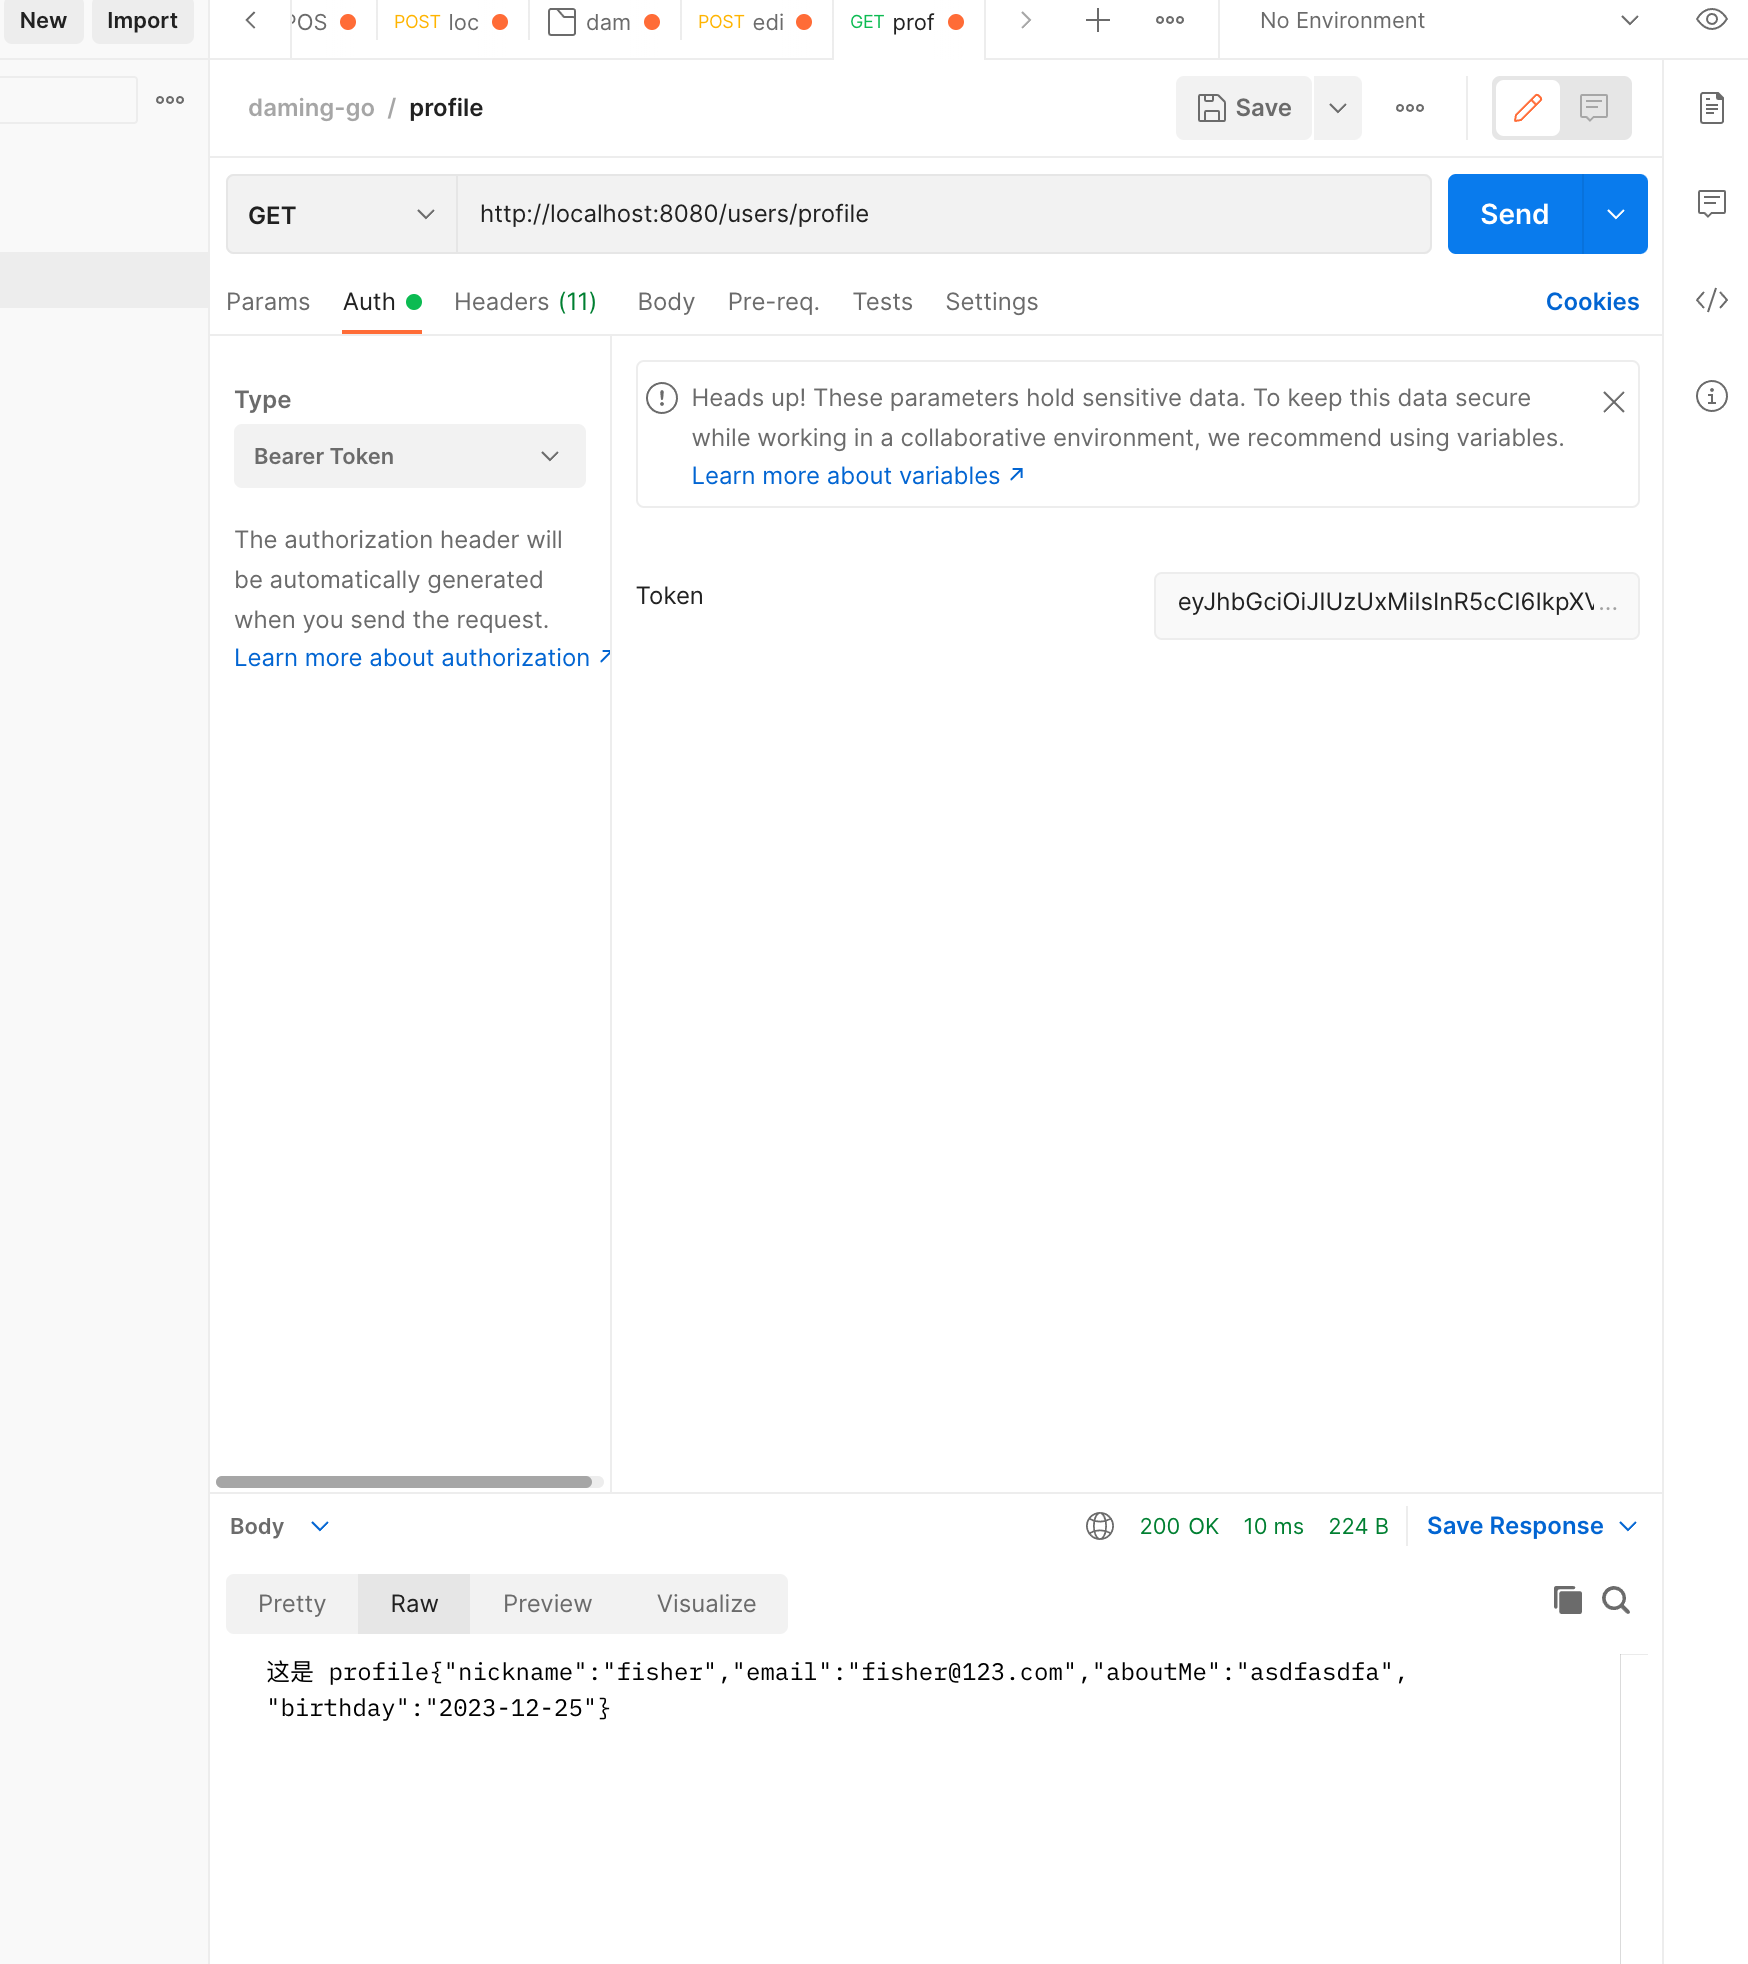 New Import POS POST loc dam POST edi GET prof No Environment
daming-go / profile Save
GET http://localhost:8080/users/profile Send
Params Auth Headers (11) Body Pre-req. Tests Settings Cookies
Type
Bearer Token
The authorization header will
be automatically generated
when you send the request.
Learn more about authorization ↗
Heads up! These parameters hold sensitive data. To keep this data secure
while working in a collaborative environment, we recommend using variables.
Learn more about variables ↗
Token eyJhbGciOiJIUzUxMiIsInR5cCI6IkpXV...
Body 200 OK 10 ms 224 B Save Response
Pretty Raw Preview Visualize
这是 profile{"nickname":"fisher","email":"fisher@123.com","aboutMe":"asdfasdfa",
"birthday":"2023-12-25"}